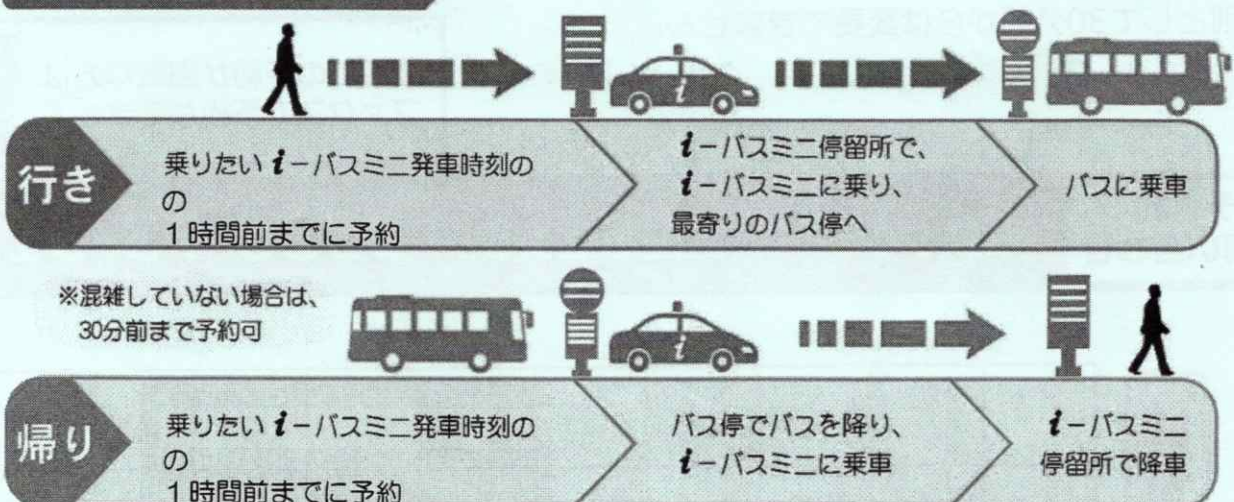 行き
乗りたい i－バスミニ発車時刻の
の
1時間前までに予約
i－バスミニ停留所で、
i－バスミニに乗り、
最寄りのバス停へ
バスに乗車
※混雑していない場合は、
30分前まで予約可
帰り
乗りたい i－バスミニ発車時刻の
の
1時間前までに予約
バス停でバスを降り、
i－バスミニに乗車
i－バスミニ
停留所で降車